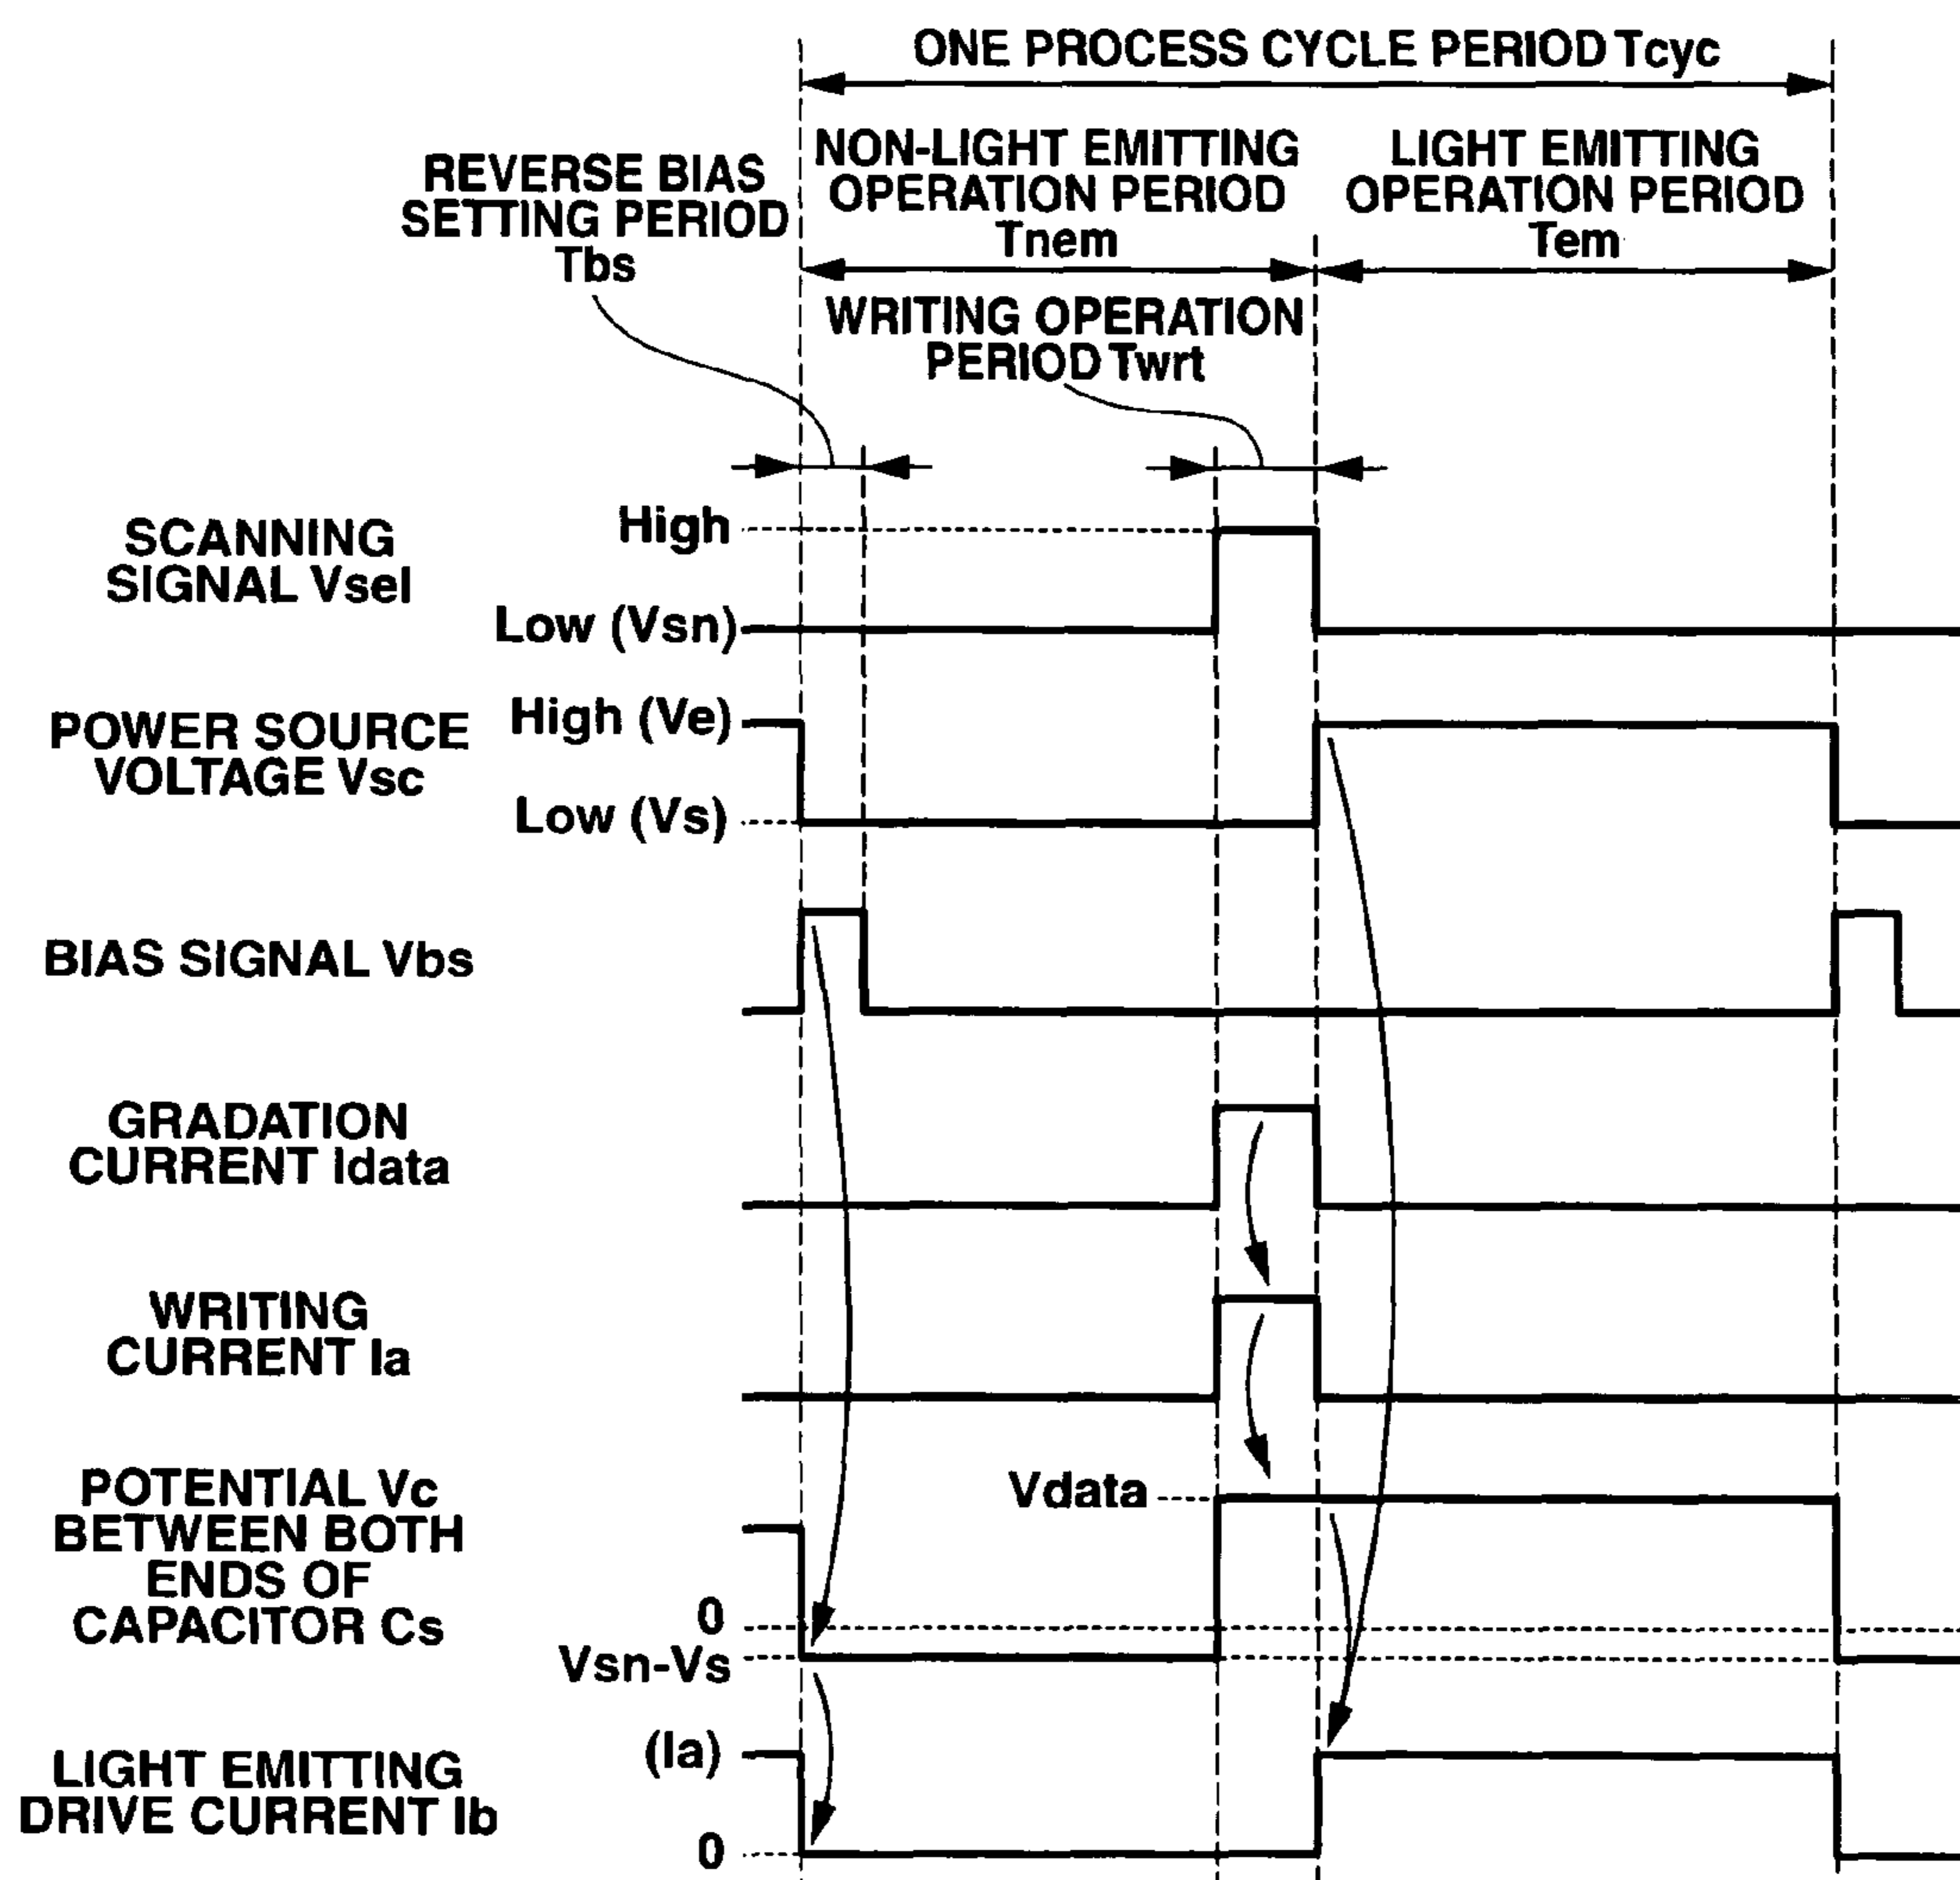 ONE PROCESS CYCLE PERIOD Tcyc
REVERSE BIAS
SETTING PERIOD
Tbs
NON-LIGHT EMITTING
OPERATION PERIOD
Tnem
LIGHT EMITTING
OPERATION PERIOD
Tem
WRITING OPERATION
PERIOD Twrt
SCANNING
SIGNAL Vsel
High
Low (Vsn)
POWER SOURCE
VOLTAGE Vsc
High (Ve)
Low (Vs)
BIAS SIGNAL Vbs
GRADATION
CURRENT Idata
WRITING
CURRENT Ia
POTENTIAL Vc
BETWEEN BOTH
ENDS OF
CAPACITOR Cs
Vdata
0
Vsn-Vs
LIGHT EMITTING
DRIVE CURRENT Ib
(Ia)
0